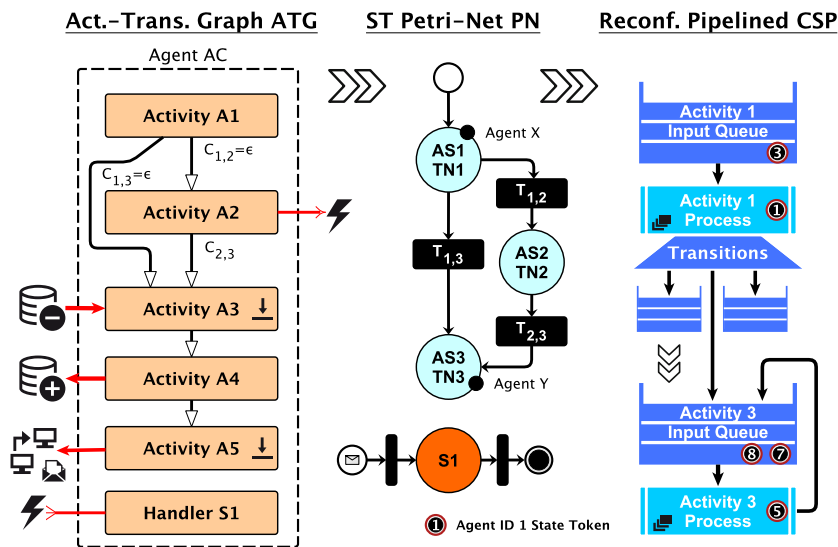 Act.-Trans. Graph ATG
ST Petri-Net PN
Reconf. Pipelined CSP
Agent AC
Activity A1
C1,3=ϵ
C1,2=ϵ
Activity A2
C2,3
Activity A3
Activity A4
Activity A5
Handler S1
Agent X
AS1
TN1
T1,2
T1,3
AS2
TN2
T2,3
AS3
TN3
Agent Y
S1
1 Agent ID 1 State Token
Activity 1
Input Queue
3
Activity 1
Process
1
Transitions
Activity 3
Input Queue
8 7
Activity 3
Process
5